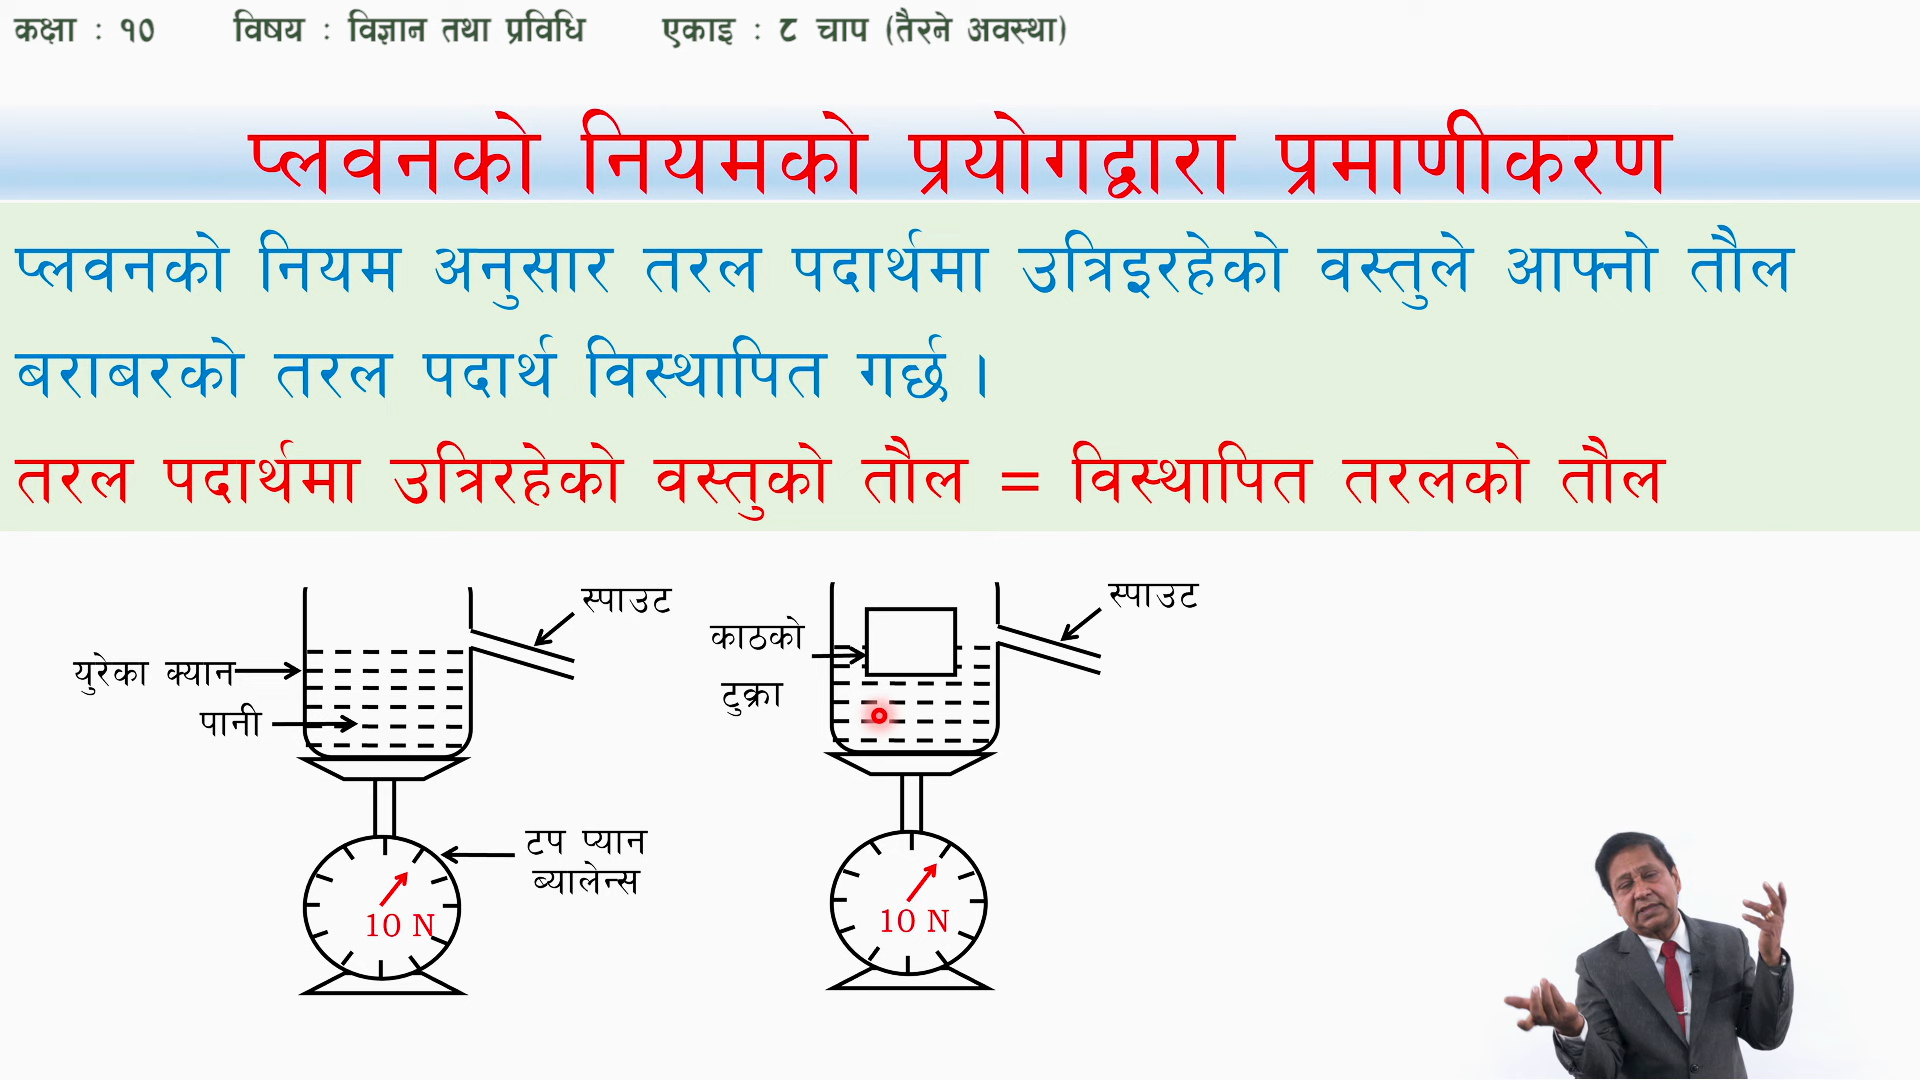 कक्षा : १० विषय : विज्ञान तथा प्रविधि एकाइ : ८ चाप (तैरने अवस्था)
प्लवनको नियमको प्रयोगद्वारा प्रमाणीकरण
प्लवनको नियम अनुसार तरल पदार्थमा उत्रिइरहेको वस्तुले आफ्नो तौल
बराबरको तरल पदार्थ विस्थापित गर्छ ।
तरल पदार्थमा उत्रिरहेको वस्तुको तौल = विस्थापित तरलको तौल
स्पाउट
युरेका क्यान
पानी
टप प्यान
ब्यालेन्स
10 N
स्पाउट
काठको
टुक्रा
10 N